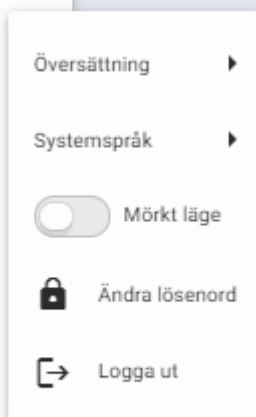 Översättning
Systemspråk
Mörkt läge
Ändra lösenord
Logga ut